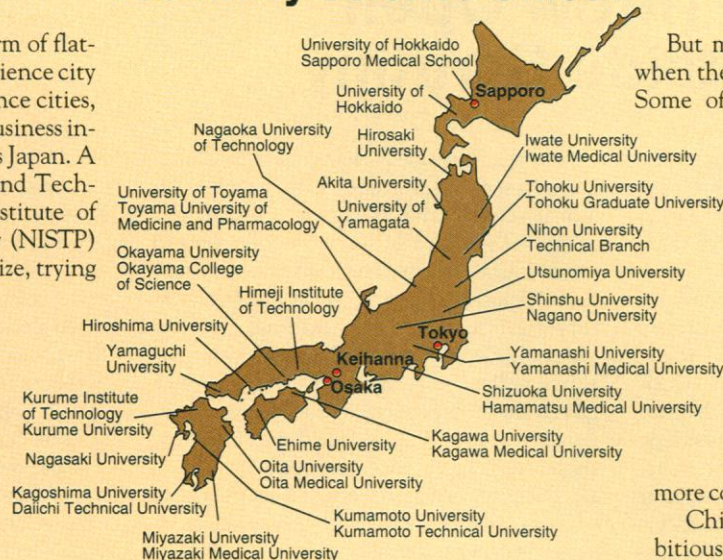 rm of flat-
ience city
nce cities,
usiness in-
s Japan. A
nd Tech-
stitute of
(NISTP)
ize, trying
University of Hokkaido
Sapporo Medical School
University of
Hokkaido
Sapporo
Nagaoka University
of Technology
Hirosaki
University
Iwate University
Iwate Medical University
Akita University
University of
Yamagata
Tohoku University
Tohoku Graduate University
University of Toyama
Toyama University of
Medicine and Pharmacology
Nihon University
Technical Branch
Okayama University
Okayama College
of Science
Utsunomiya University
Himeji Institute
of Technology
Shinshu University
Nagano University
Hiroshima University
Tokyo
Yamaguchi
University
Keihanna
Osaka
Yamanashi University
Yamanashi Medical University
Kurume Institute
of Technology
Kurume University
Shizuoka University
Hamamatsu Medical University
Nagasaki University
Ehime University
Kagawa University
Kagawa Medical University
Oita University
Oita Medical University
Kagoshima University
Daiichi Technical University
Kumamoto University
Kumamoto Technical University
Miyazaki University
Miyazaki Medical University
But m
when the
Some of
more co
Chi
bitious